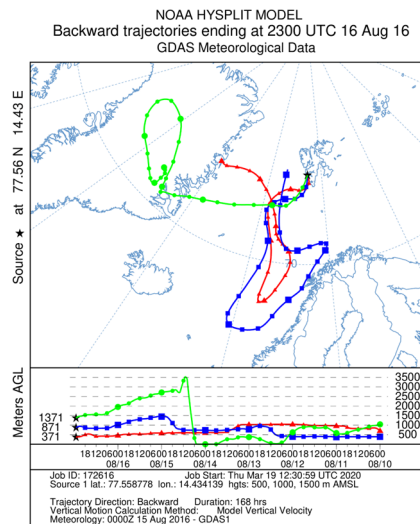 NOAA HYSPLIT MODEL
Backward trajectories ending at 2300 UTC 16 Aug 16
GDAS Meteorological Data
Source ★ at 77.56 N 14.43 E
70
Meters AGL
1371
871
371
3500
3000
2500
2000
1500
1000
500
18 12 06 00 18 12 06 00 18 12 06 00 18 12 06 00 18 12 06 00 18 12 06 00 18 12 06 00
08/16 08/15 08/14 08/13 08/12 08/11 08/10
Job ID: 172616 Job Start: Thu Mar 19 12:30:59 UTC 2020
Source 1 lat.: 77.558778 lon.: 14.434139 hgts: 500, 1000, 1500 m AMSL
Trajectory Direction: Backward Duration: 168 hrs
Vertical Motion Calculation Method: Model Vertical Velocity
Meteorology: 0000Z 15 Aug 2016 - GDAS1